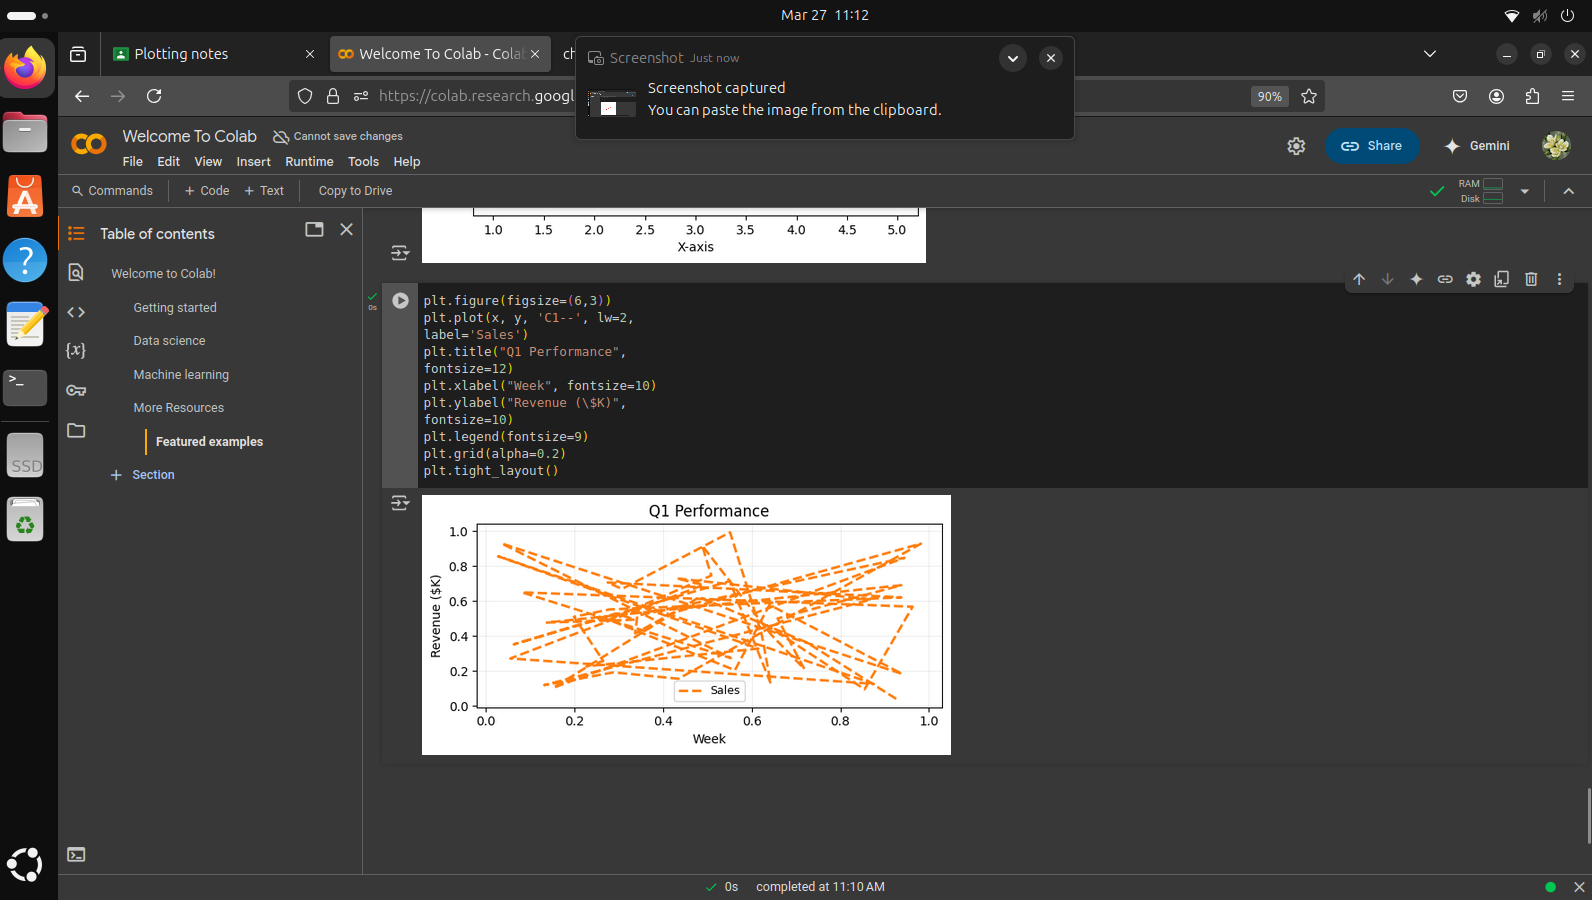 Mar 27 11:12
Plotting notes
Welcome To Colab - Cola
ch
Screenshot Just now
Screenshot captured
You can paste the image from the clipboard.
https://colab.research.googl
90%
Welcome To Colab
Cannot save changes
File Edit View Insert Runtime Tools Help
Share
Gemini
Commands + Code + Text Copy to Drive
RAM
Disk
Table of contents
Welcome to Colab!
Getting started
Data science
Machine learning
More Resources
Featured examples
+ Section
1.0 1.5 2.0 2.5 3.0 3.5 4.0 4.5 5.0
X-axis
0s
plt.figure(figsize=(6,3))
plt.plot(x, y, 'C1--', lw=2,
label='Sales')
plt.title("Q1 Performance",
fontsize=12)
plt.xlabel("Week", fontsize=10)
plt.ylabel("Revenue (\$K)",
fontsize=10)
plt.legend(fontsize=9)
plt.grid(alpha=0.2)
plt.tight_layout()
Q1 Performance
Revenue ($K)
1.0
0.8
0.6
0.4
0.2
0.0
Sales
0.0 0.2 0.4 0.6 0.8 1.0
Week
{x}
>_
SSD
0s completed at 11:10 AM